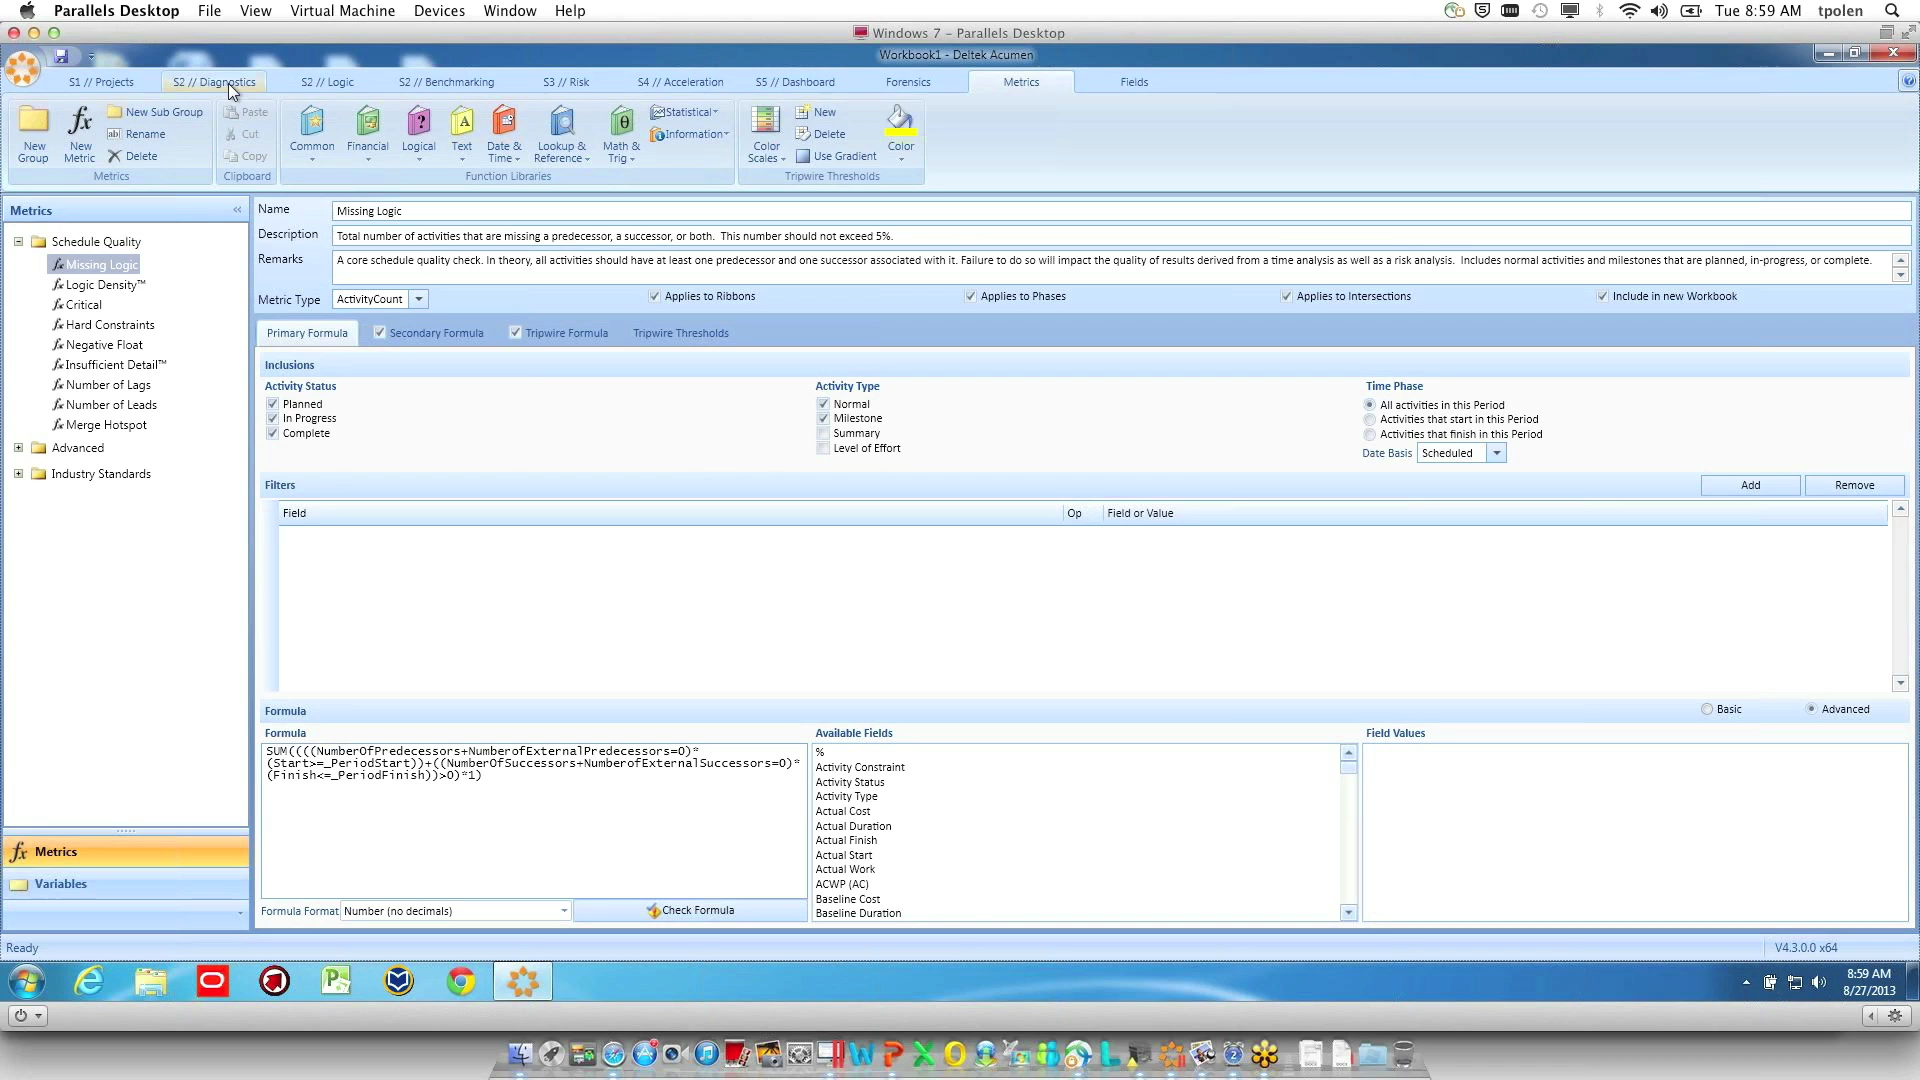 Parallels Desktop File View Virtual Machine Devices Window Help Tue 8:59 AM tpolen
Windows 7 - Parallels Desktop
Workbook1 - Deltek Acumen
S1 // Projects S2 // Diagnostics S2 // Logic S2 // Benchmarking S3 // Risk S4 // Acceleration S5 // Dashboard Forensics Metrics Fields
New Group
New Metric
New Sub Group
Rename
Delete
Metrics
Paste
Cut
Copy
Clipboard
Common
Financial
Logical
Text
Date & Time
Lookup & Reference
Math & Trig
Statistical
Information
Function Libraries
Color Scales
New
Delete
Use Gradient
Color
Tripwire Thresholds
Metrics
Schedule Quality
Missing Logic
Logic Density™
Critical
Hard Constraints
Negative Float
Insufficient Detail™
Number of Lags
Number of Leads
Merge Hotspot
Advanced
Industry Standards
Metrics
Variables
Name Missing Logic
Description Total number of activities that are missing a predecessor, a successor, or both. This number should not exceed 5%.
Remarks A core schedule quality check. In theory, all activities should have at least one predecessor and one successor associated with it. Failure to do so will impact the quality of results derived from a time analysis as well as a risk analysis. Includes normal activities and milestones that are planned, in-progress, or complete.
Metric Type ActivityCount Applies to Ribbons Applies to Phases Applies to Intersections Include in new Workbook
Primary Formula Secondary Formula Tripwire Formula Tripwire Thresholds
Inclusions
Activity Status
Planned
In Progress
Complete
Activity Type
Normal
Milestone
Summary
Level of Effort
Time Phase
All activities in this Period
Activities that start in this Period
Activities that finish in this Period
Date Basis Scheduled
Filters Add Remove
Field Op Field or Value
Formula Basic Advanced
Formula
SUM((((NumberOfPredecessors+NumberofExternalPredecessors=0)*
(Start>=_PeriodStart))+((NumberOfSuccessors+NumberofExternalSuccessors=0)*
(Finish<=_PeriodFinish))>0)*1)
Formula Format Number (no decimals) Check Formula
Available Fields
%
Activity Constraint
Activity Status
Activity Type
Actual Cost
Actual Duration
Actual Finish
Actual Start
Actual Work
ACWP (AC)
Baseline Cost
Baseline Duration
Field Values
Ready V4.3.0.0 x64
8:59 AM
8/27/2013